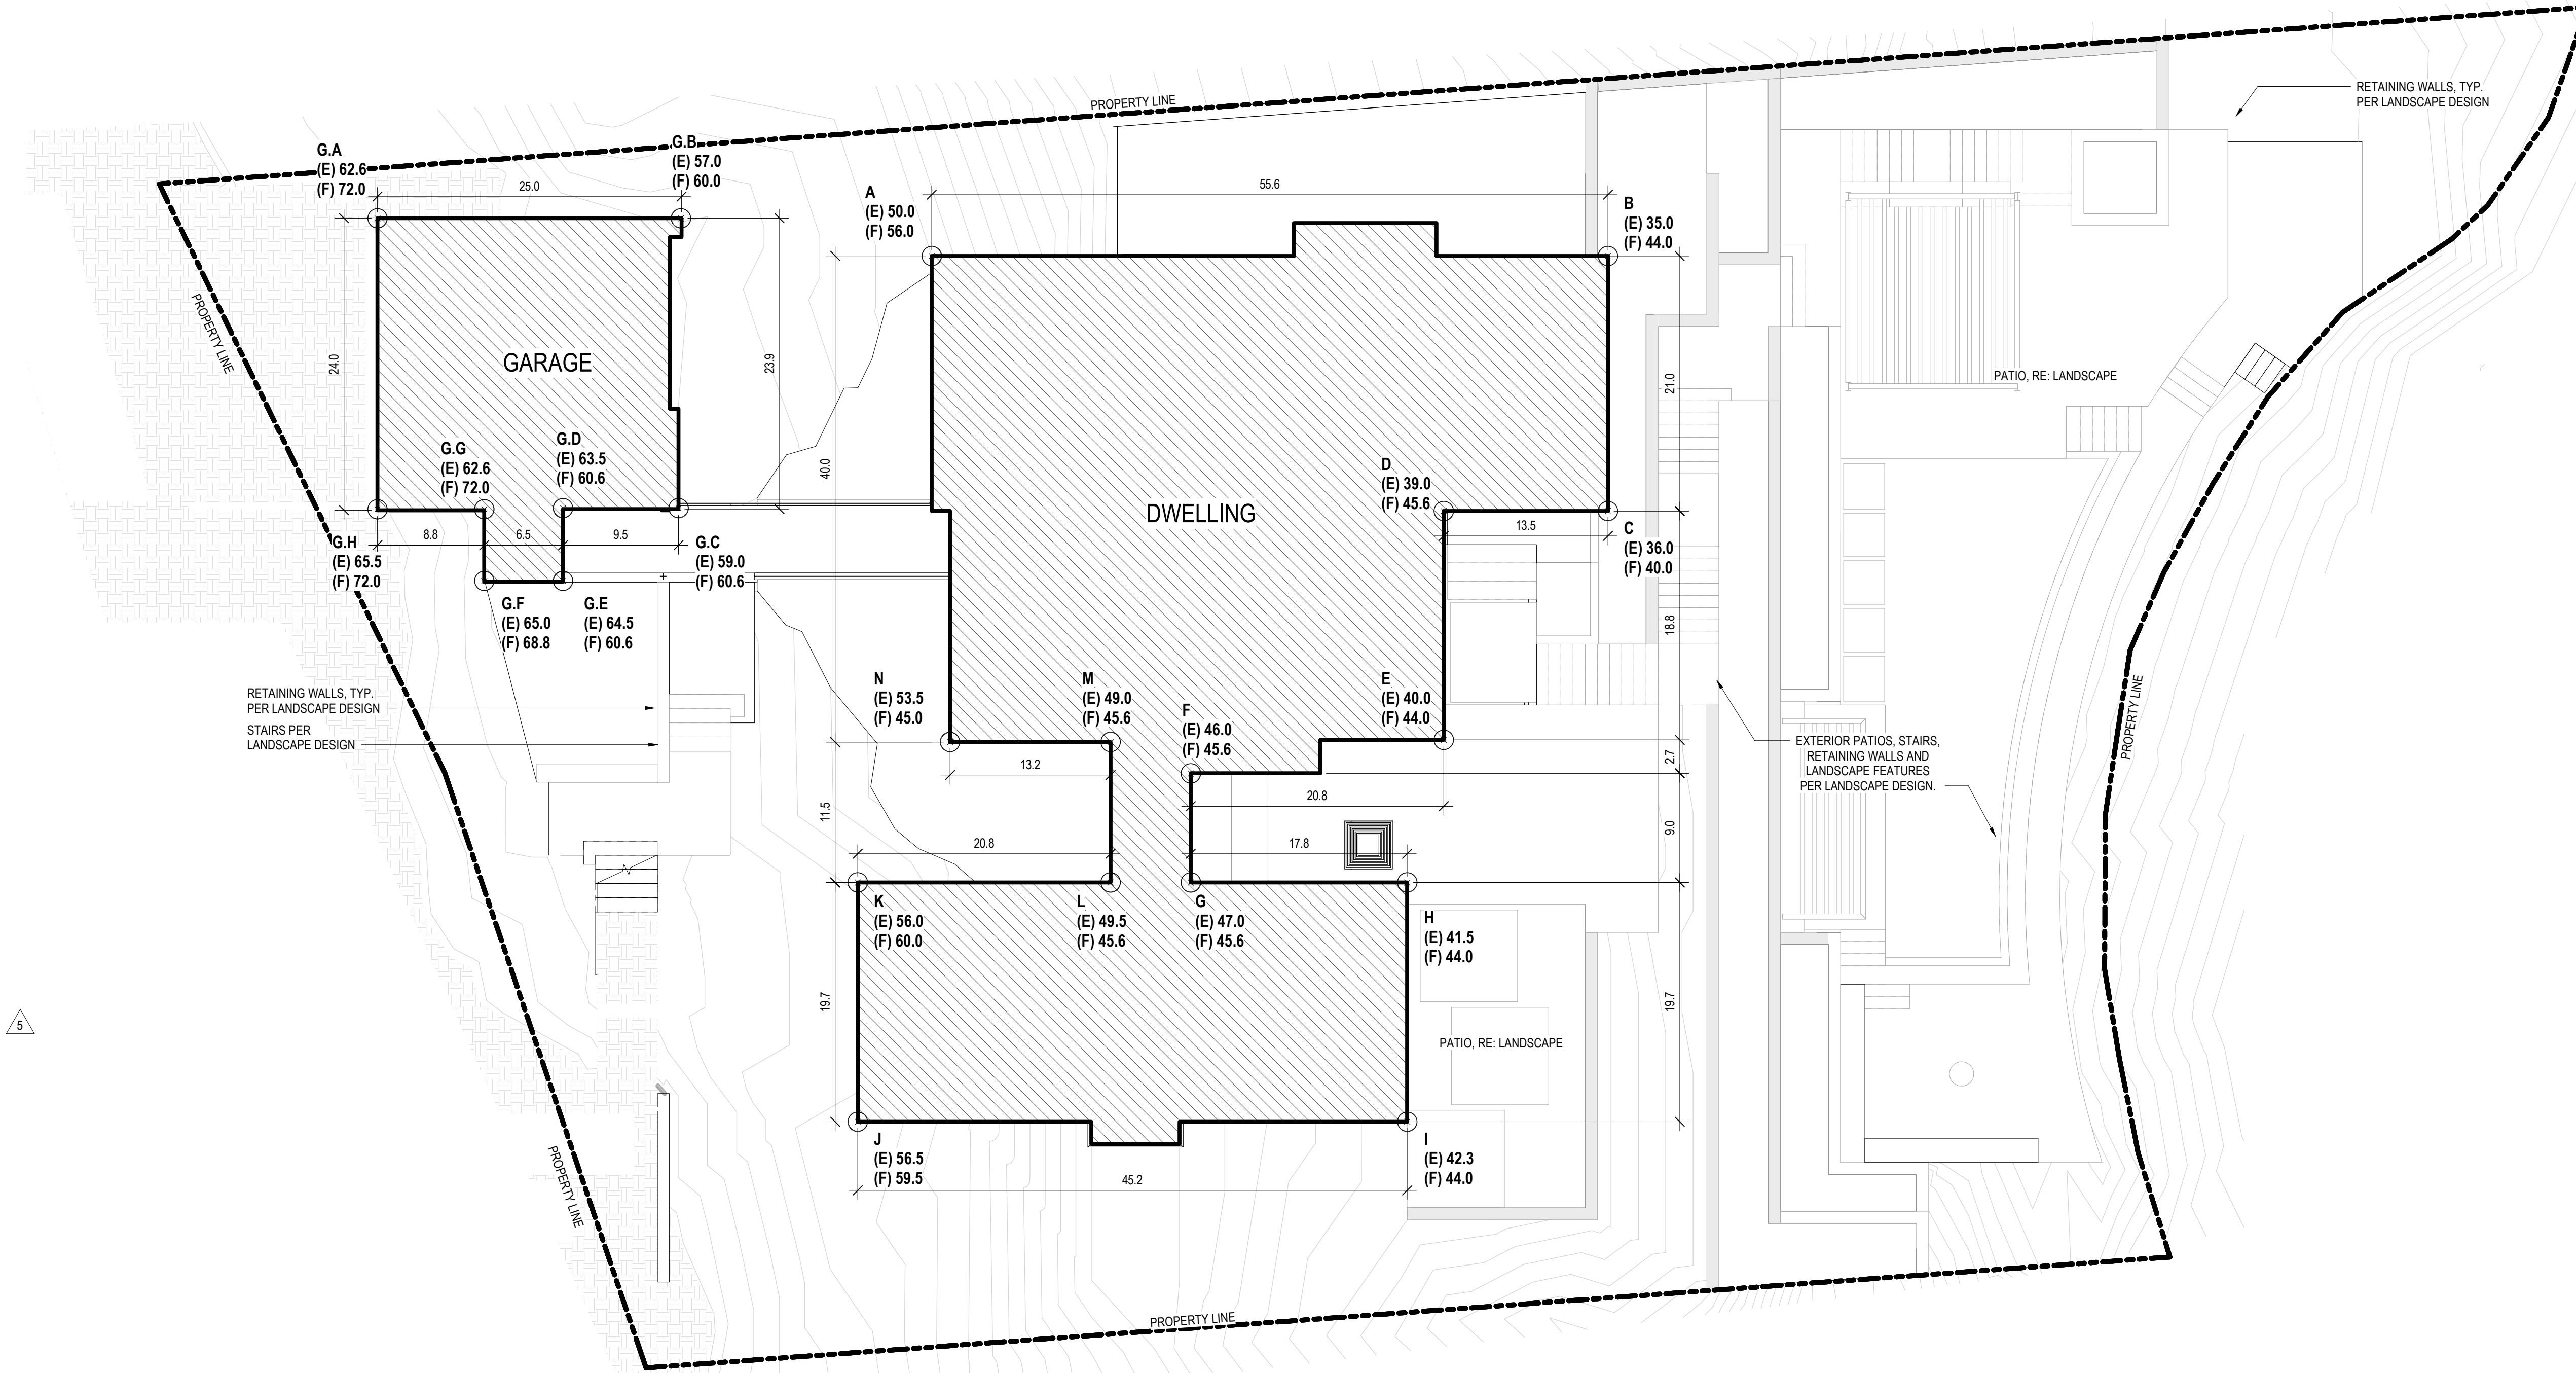 RETAINING WALLS, TYP.
PER LANDSCAPE DESIGN
PROPERTY LINE
G.A
(E) 62.6
(F) 72.0
G.B
(E) 57.0
(F) 60.0
25.0
A
(E) 50.0
(F) 56.0
55.6
B
(E) 35.0
(F) 44.0
PROPERTY LINE
24.0
GARAGE
23.9
40.0
21.0
PATIO, RE: LANDSCAPE
G.G
(E) 62.6
(F) 72.0
G.D
(E) 63.5
(F) 60.6
DWELLING
D
(E) 39.0
(F) 45.6
13.5
C
(E) 36.0
(F) 40.0
8.8
6.5
9.5
G.H
(E) 65.5
(F) 72.0
G.C
(E) 59.0
(F) 60.6
G.F
(E) 65.0
(F) 68.8
G.E
(E) 64.5
(F) 60.6
18.8
RETAINING WALLS, TYP.
PER LANDSCAPE DESIGN
STAIRS PER
LANDSCAPE DESIGN
N
(E) 53.5
(F) 45.0
M
(E) 49.0
(F) 45.6
F
(E) 46.0
(F) 45.6
E
(E) 40.0
(F) 44.0
PROPERTY LINE
EXTERIOR PATIOS, STAIRS,
RETAINING WALLS AND
LANDSCAPE FEATURES
PER LANDSCAPE DESIGN.
13.2
2.7
20.8
11.5
9.0
20.8
17.8
K
(E) 56.0
(F) 60.0
L
(E) 49.5
(F) 45.6
G
(E) 47.0
(F) 45.6
H
(E) 41.5
(F) 44.0
19.7
19.7
5
PATIO, RE: LANDSCAPE
J
(E) 56.5
(F) 59.5
I
(E) 42.3
(F) 44.0
45.2
PROPERTY LINE
PROPERTY LINE